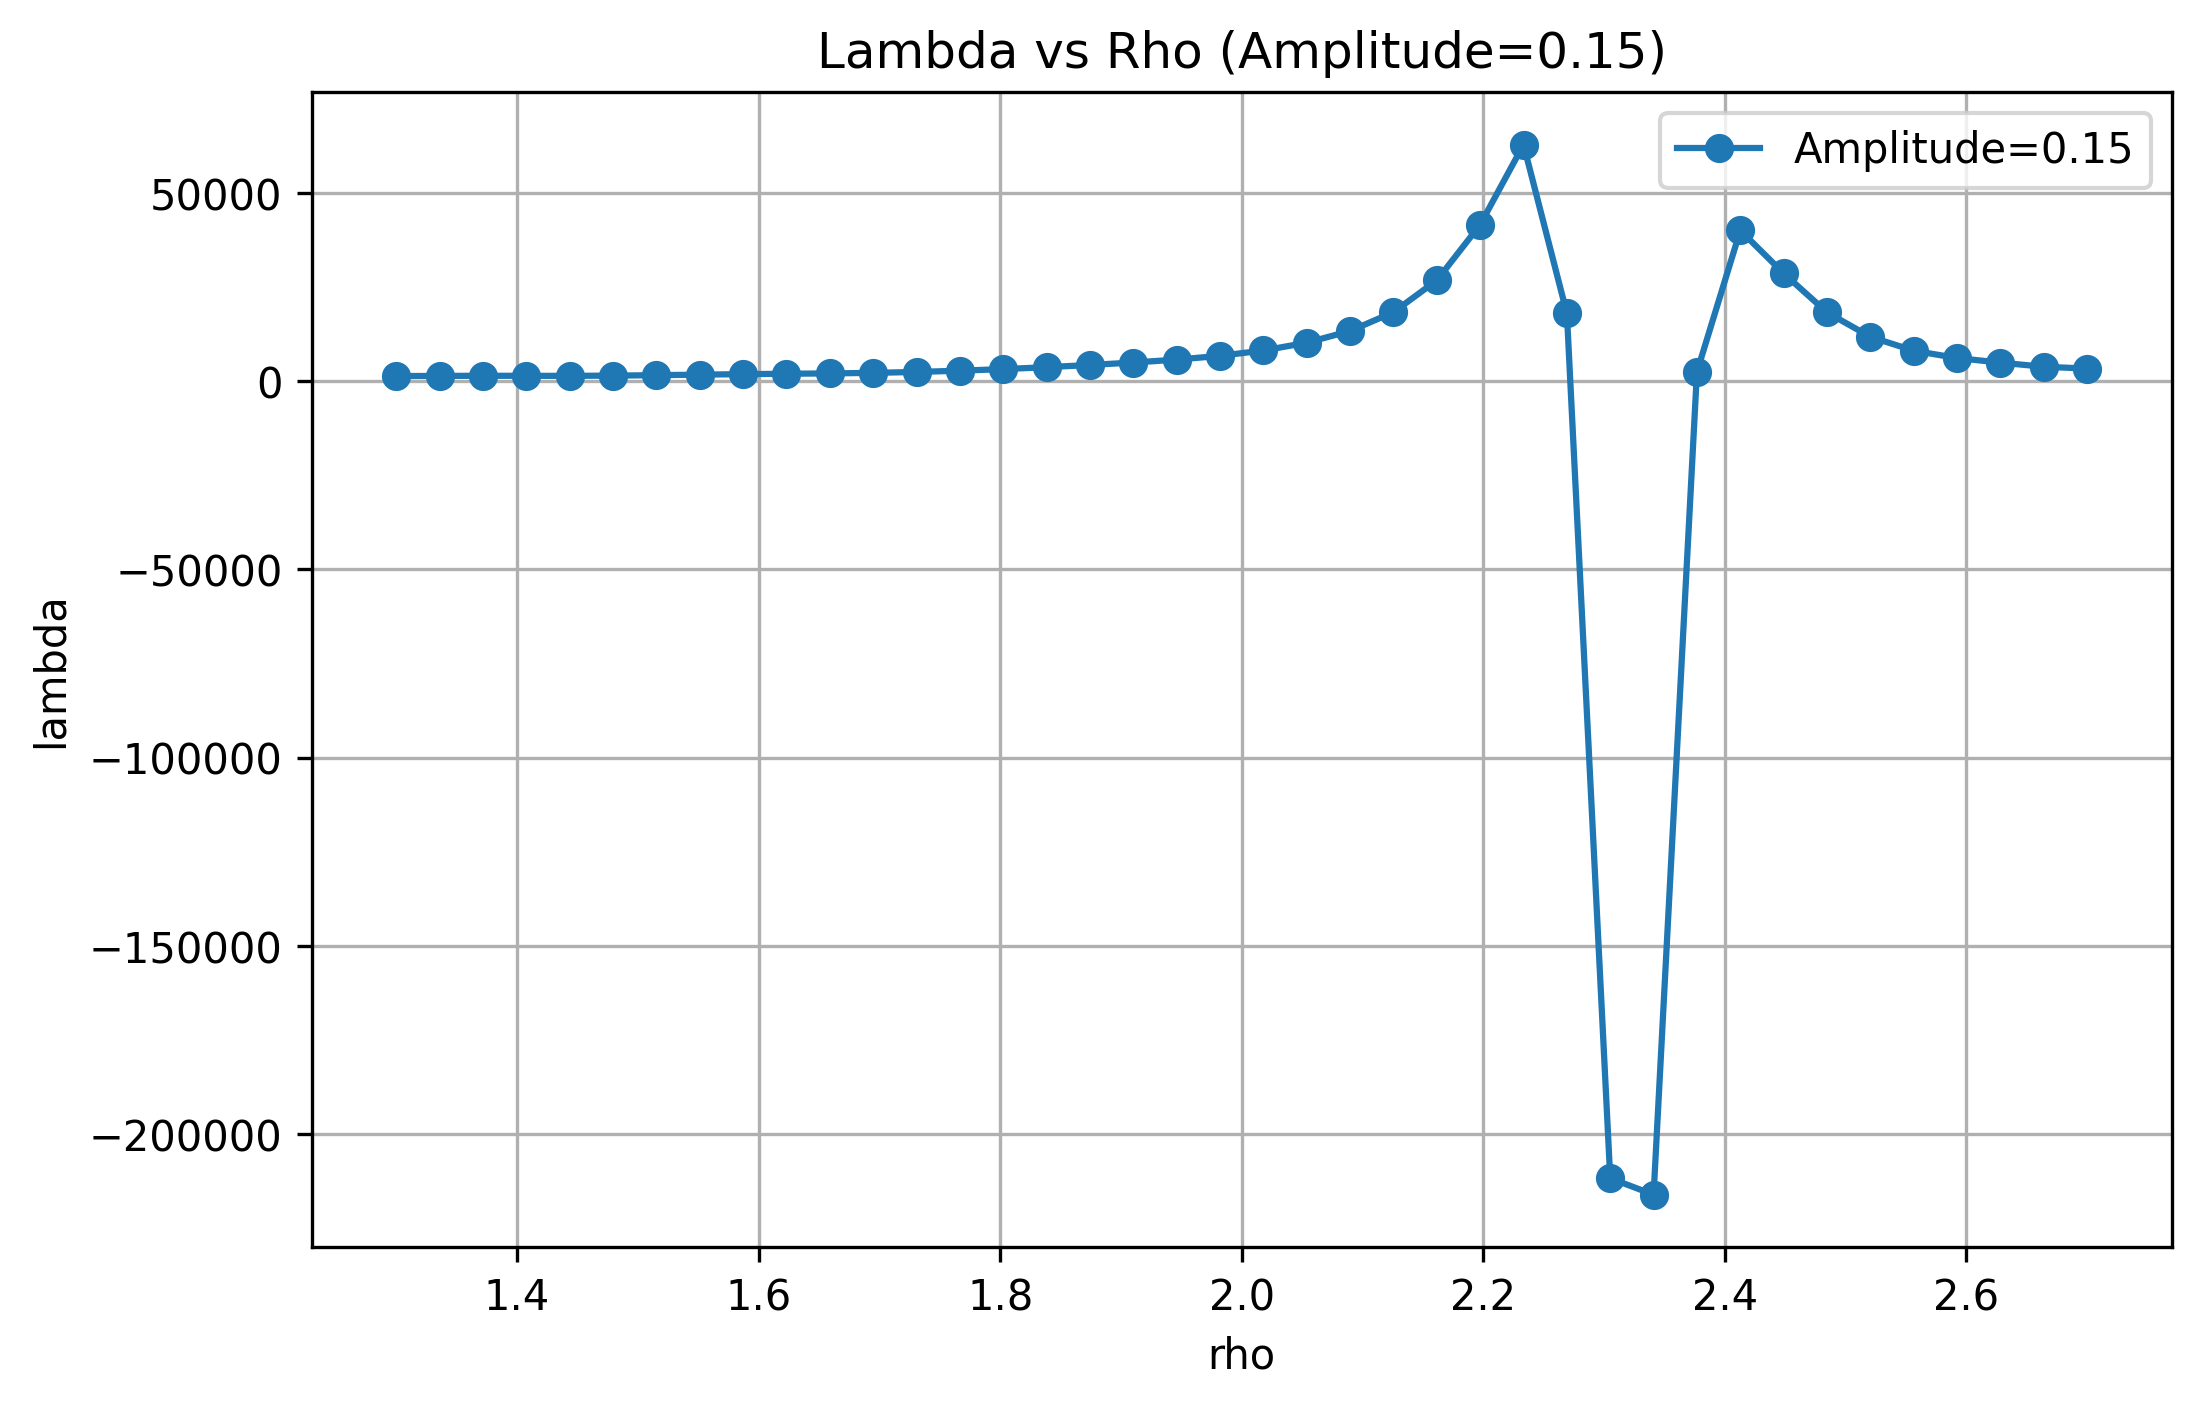 Lambda vs Rho (Amplitude=0.15)
Amplitude=0.15
50000
0
−50000
−100000
−150000
−200000
lambda
1.4 1.6 1.8 2.0 2.2 2.4 2.6
rho